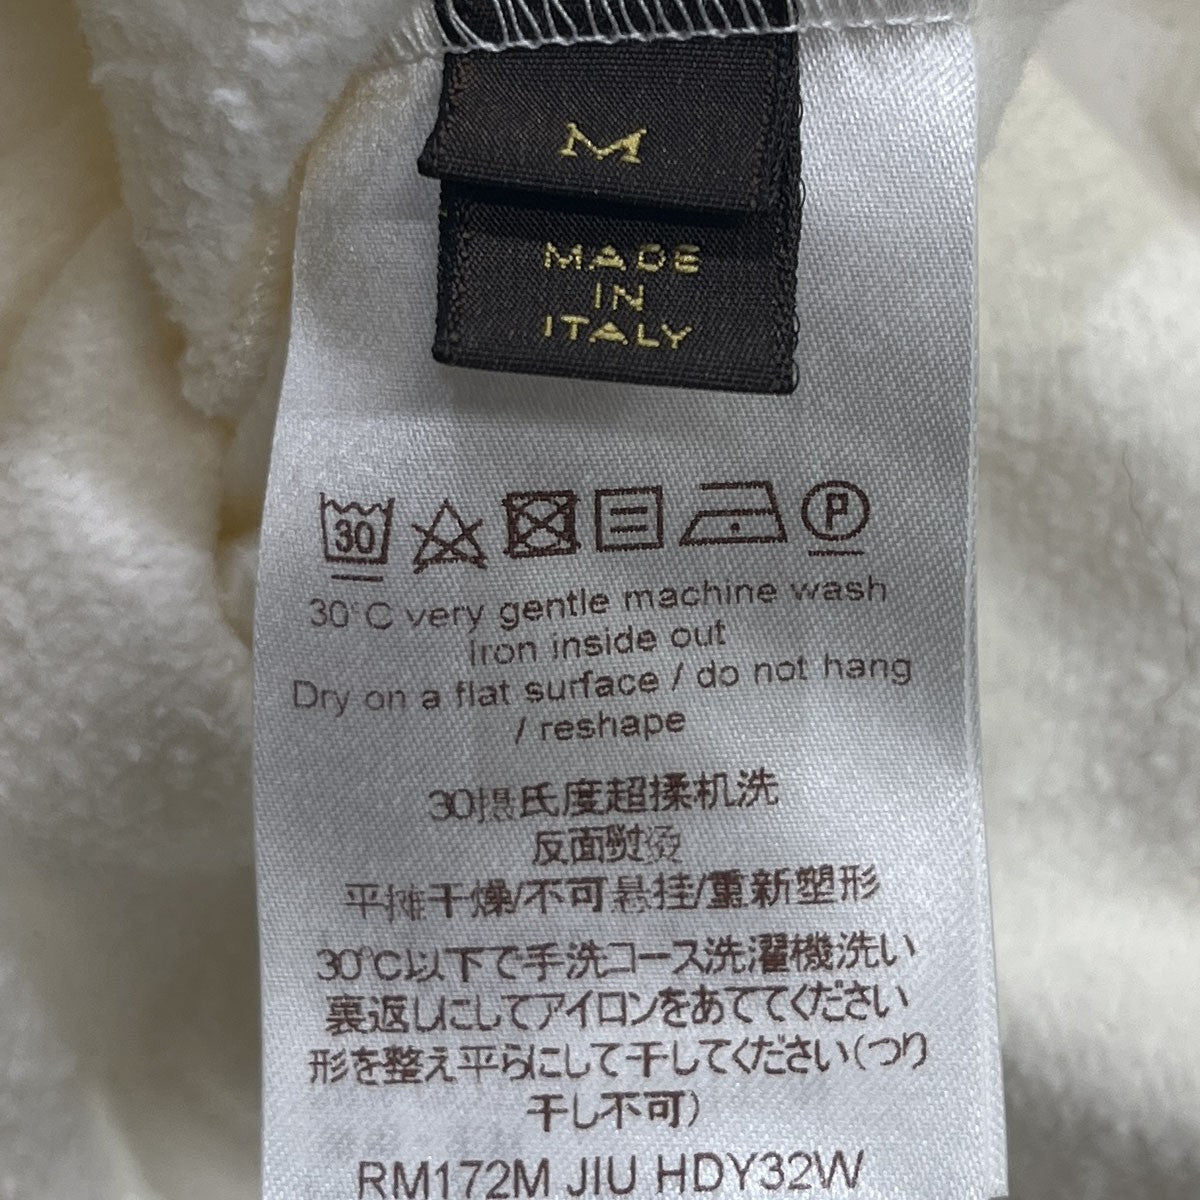 M
MADE
IN
ITALY
30
P
30°C very gentle machine wash
Iron inside out
Dry on a flat surface / do not hang
/ reshape
30摄氏度超揉机洗
反面熨烫
平摊干燥/不可悬挂/重新塑形
30°C以下で手洗コース洗濯機洗い
裏返しにしてアイロンをあててください
形を整え平らにして干してください(つり
干し不可)
RM172M JIU HDY32W